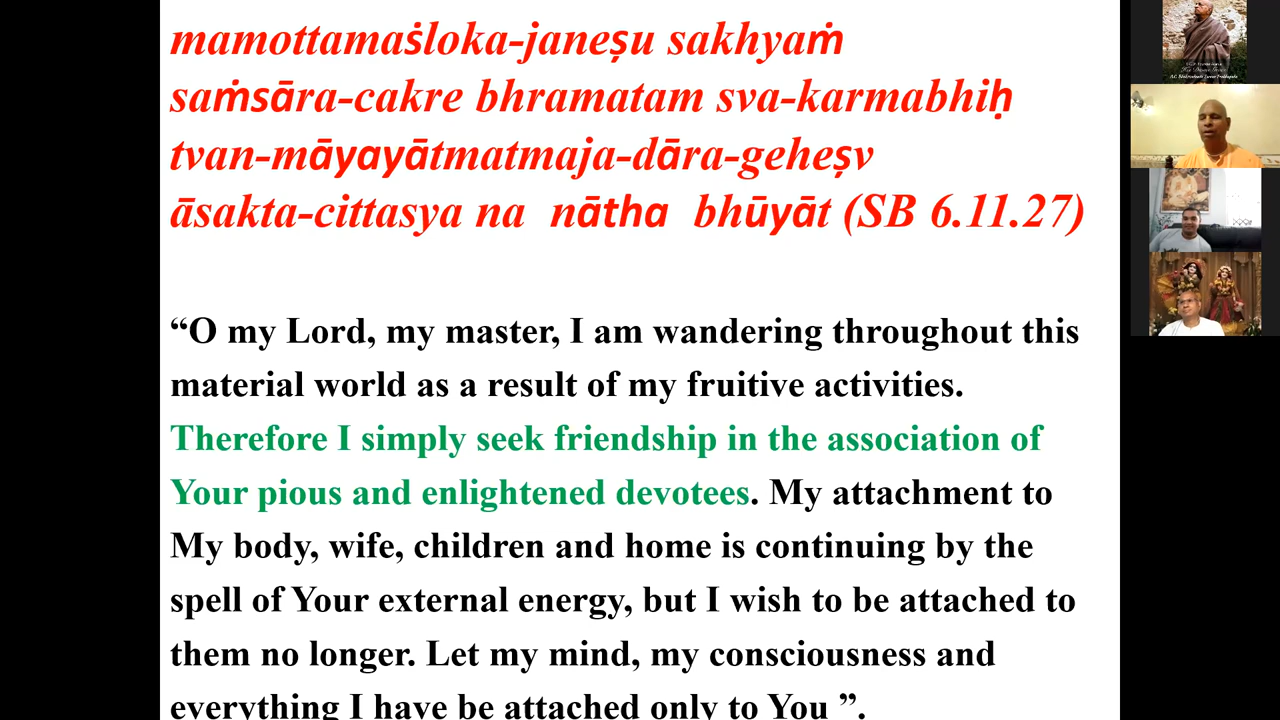 mamottamaśloka-janeṣu sakhyaṁ
saṁsāra-cakre bhramatam sva-karmabhiḥ
tvan-māyayātmatmaja-dāra-geheṣv
āsakta-cittasya na nātha bhūyāt (SB 6.11.27)
“O my Lord, my master, I am wandering throughout this
material world as a result of my fruitive activities.
Therefore I simply seek friendship in the association of
Your pious and enlightened devotees. My attachment to
My body, wife, children and home is continuing by the
spell of Your external energy, but I wish to be attached to
them no longer. Let my mind, my consciousness and
everything I have be attached only to You ”.